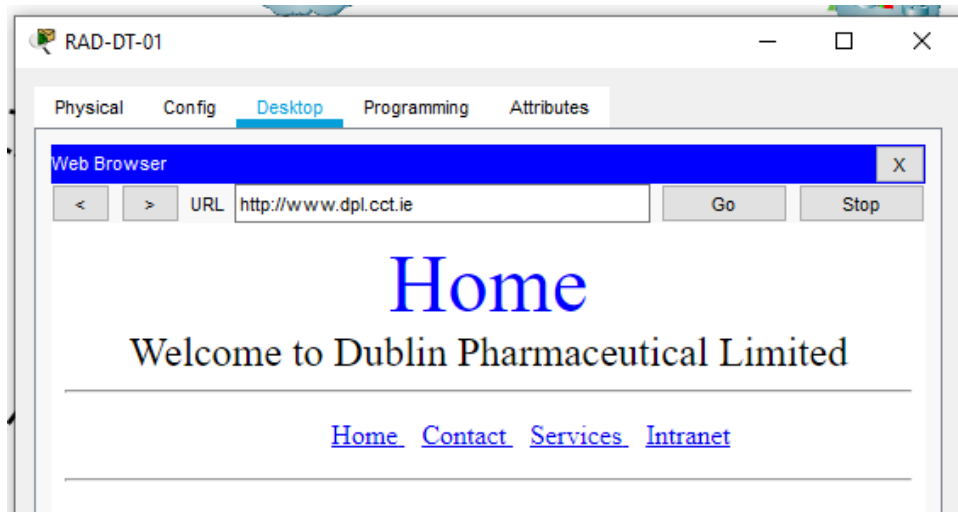 RAD-DT-01
Physical Config Desktop Programming Attributes
Web Browser X
< > URL http://www.dpl.cct.ie Go Stop
Home
Welcome to Dublin Pharmaceutical Limited
Home Contact Services Intranet